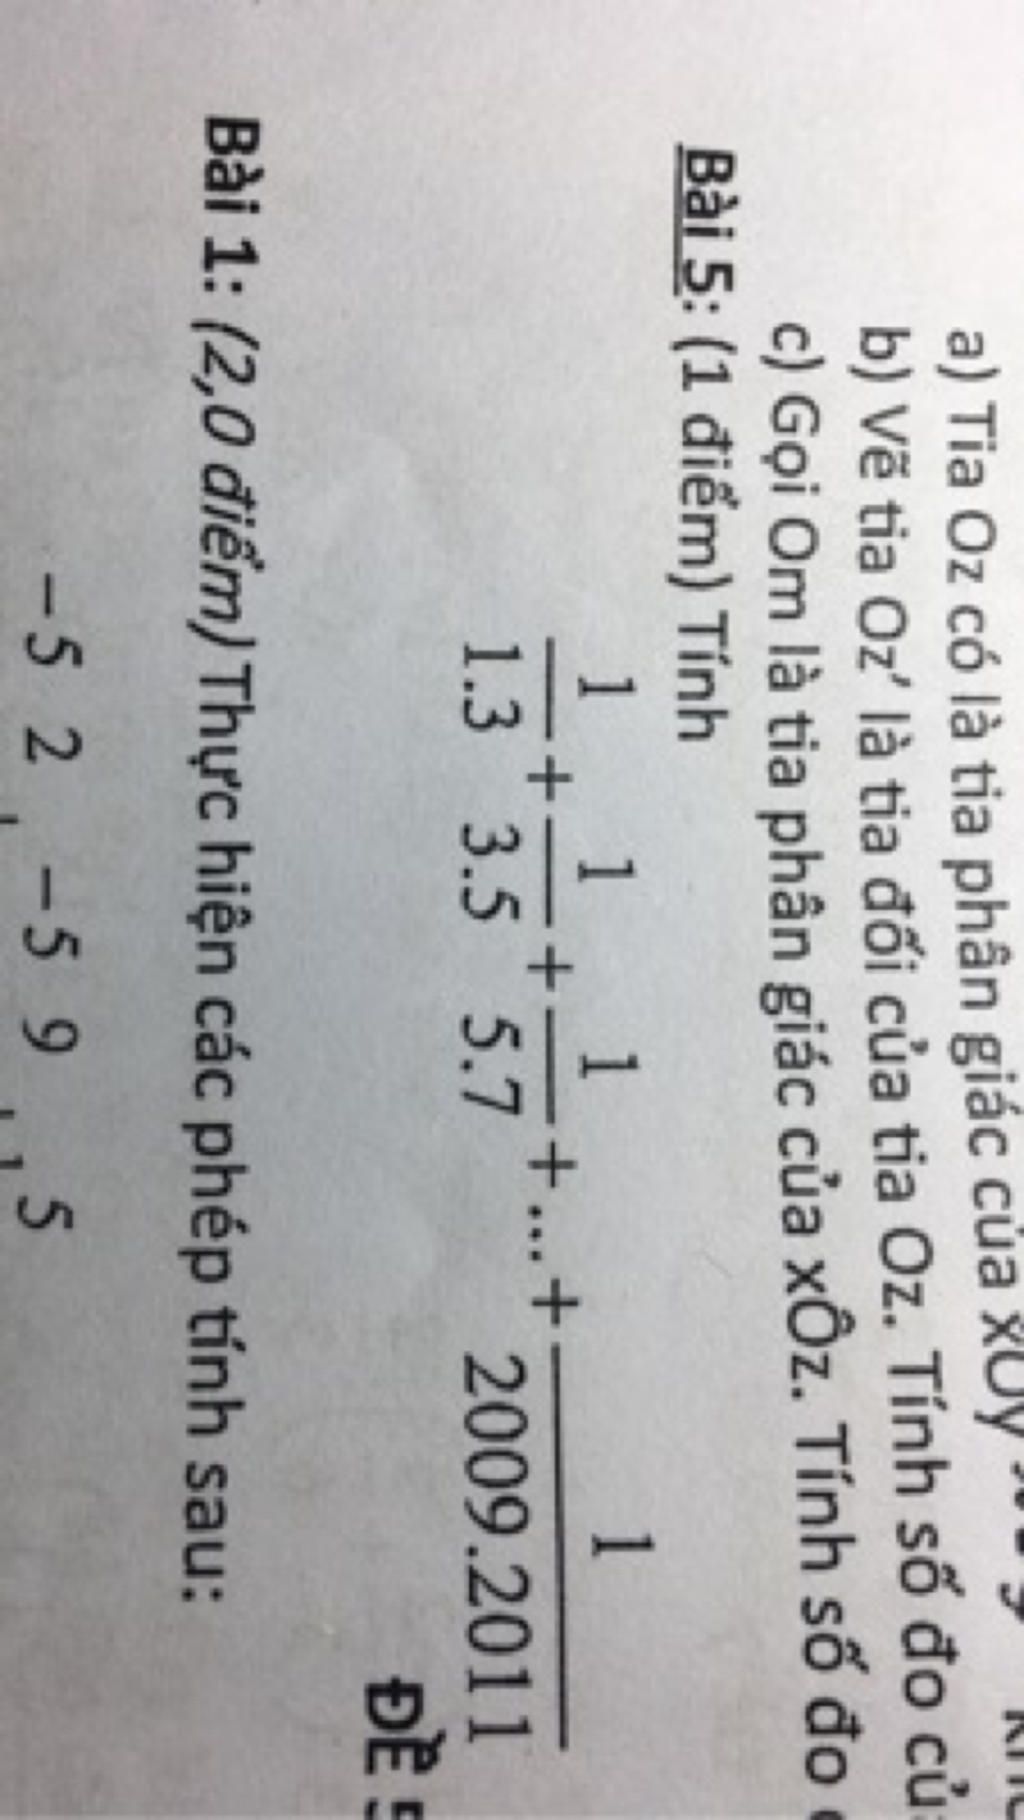 a) Tia Oz có là tia phân giác của xÔy
b) Vẽ tia Oz' là tia đối của tia Oz. Tính số đo
c) Gọi Om là tia phân giác của xÔz. Tính số đo
Bài 5: (1 điểm) Tính
1/1.3 + 1/3.5 + 1/5.7 + ... + 1/2009.2011
ĐỀ
Bài 1: (2,0 điểm) Thực hiện các phép tính sau:
−5 2 −5 9 5